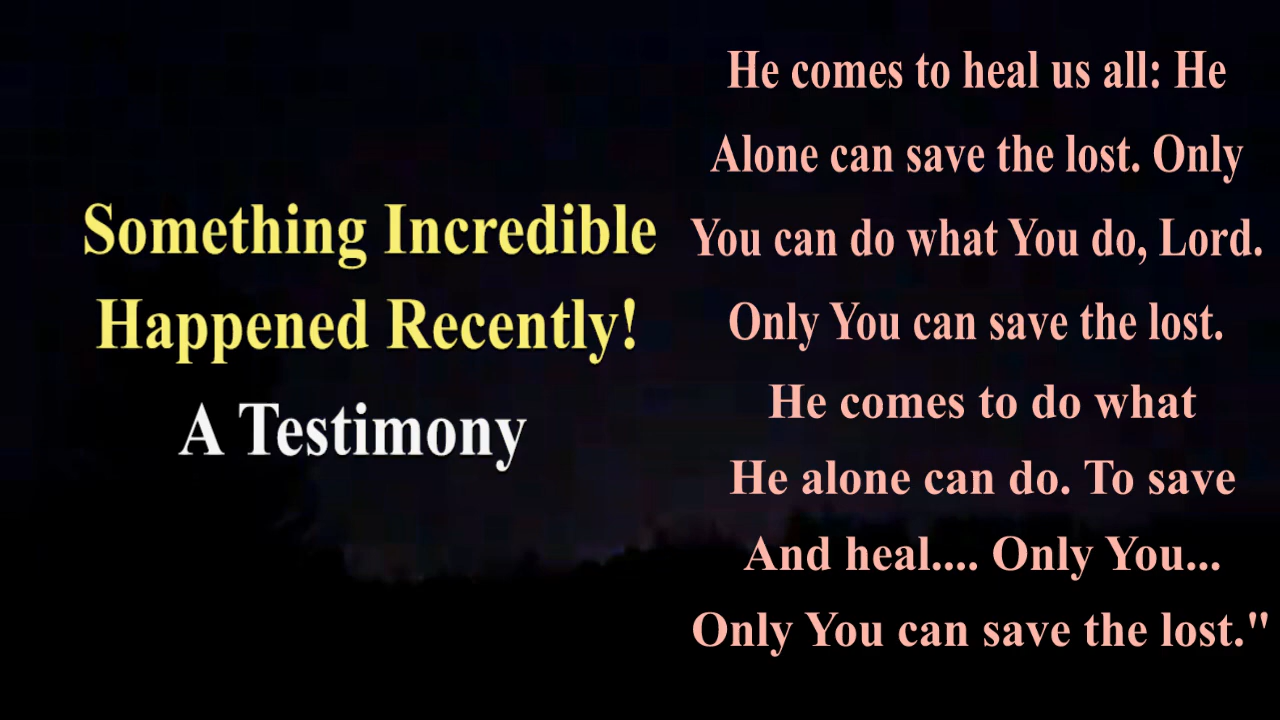 Something Incredible
Happened Recently!
A Testimony
He comes to heal us all: He
Alone can save the lost. Only
You can do what You do, Lord.
Only You can save the lost.
He comes to do what
He alone can do. To save
And heal.... Only You...
Only You can save the lost."